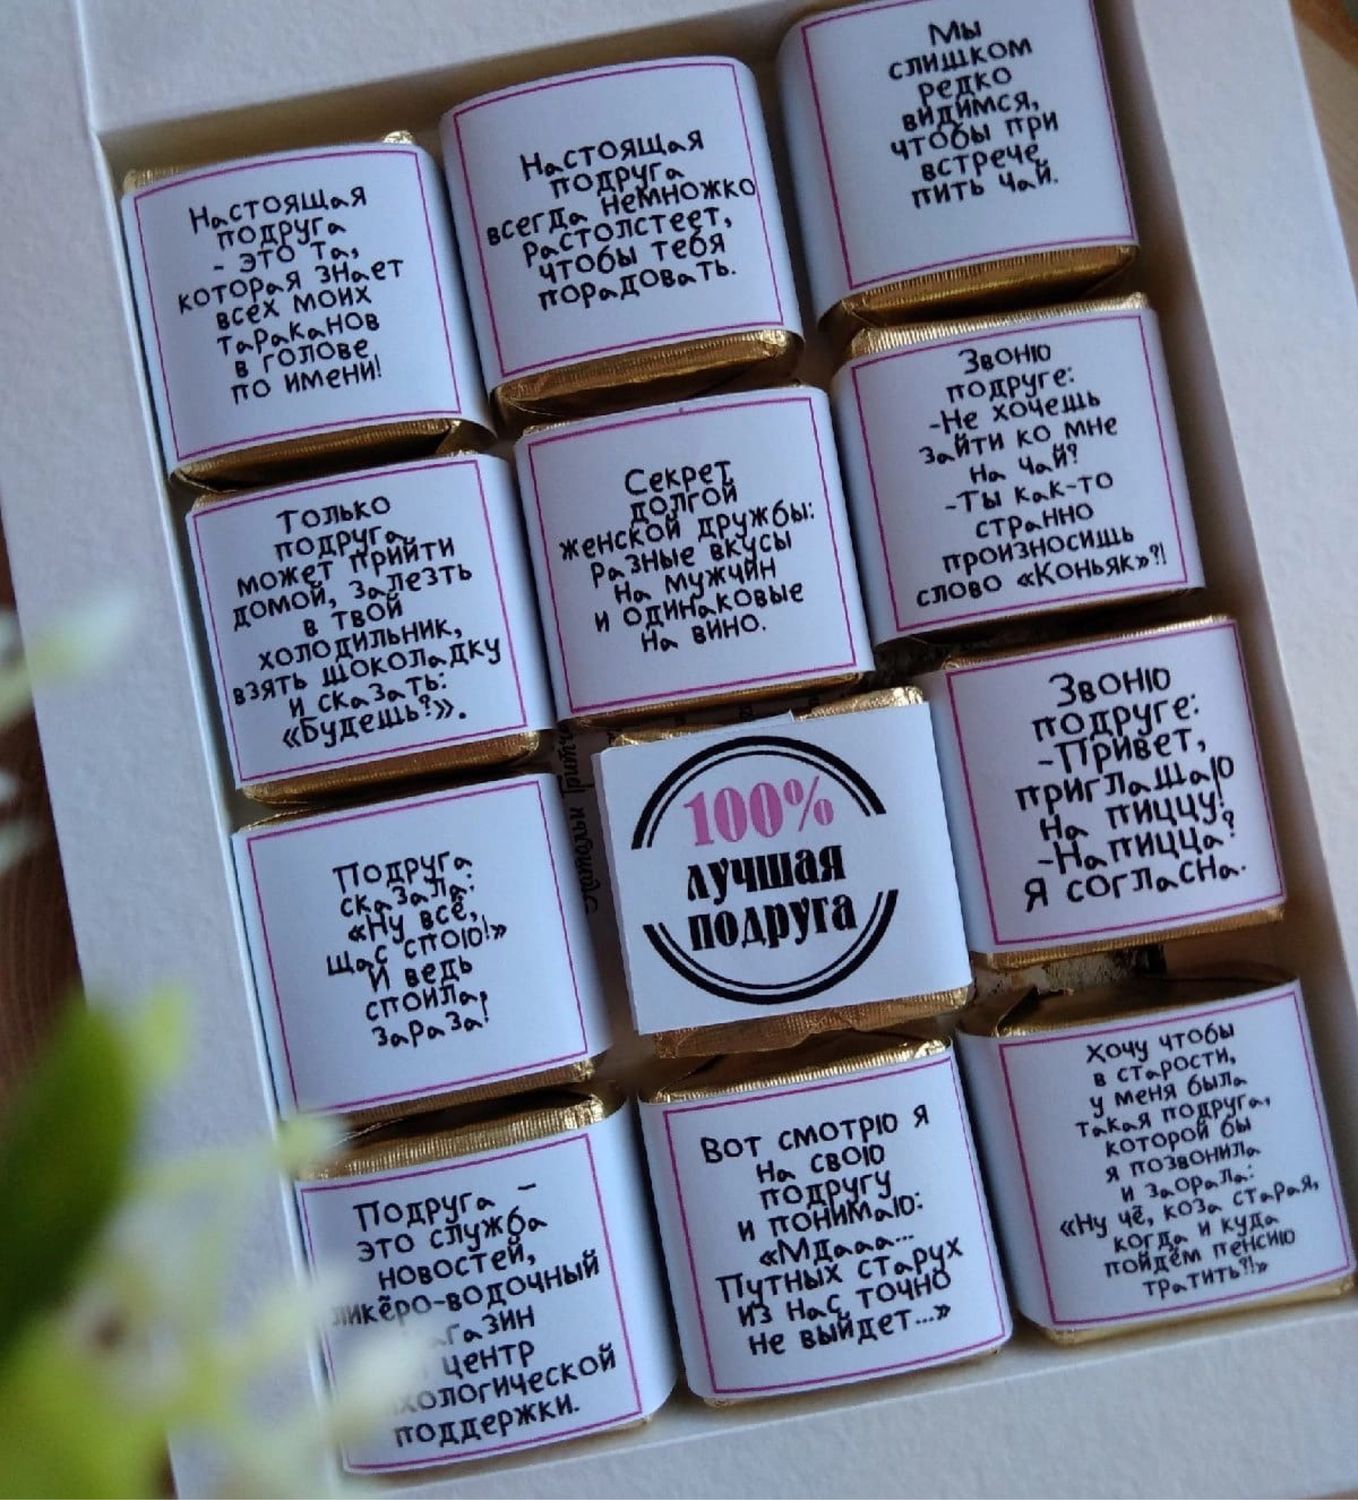 Настоящая
подруга
- это та,
которая знает
всех моих
тараканов
в голове
по имени!
Настоящая
подруга
всегда немножко
растолстеет,
чтобы тебя
порадовать.
Мы
слишком
редко
видимся,
чтобы при
встрече
пить чай.
Только
подруга
может прийти
домой, залезть
в твой
холодильник,
взять шоколадку
и сказать:
«Будешь?».
Секрет
долгой
женской дружбы:
Разные вкусы
на мужчин
и одинаковые
на вино.
Звоню
подруге:
-Не хочешь
зайти ко мне
на чай?
-Ты как-то
странно
произносишь
слово «Коньяк»?!
Подруга
сказала:
«Ну всё,
щас спою!»
И ведь
споила,
зараза!
100%
лучшая
подруга
Звоню
подруге:
-Привет,
приглашаю
на пиццу!
-На пицца?
Я согласна.
Подруга -
это служба
новостей,
ликёро-водочный
центр
поддержки.
Вот смотрю я
на свою
подругу
и понимаю:
«Мдааа...
Путных старух
из нас точно
не выйдет...»
Хочу чтобы
в старости,
у меня была
такая подруга,
которой бы
я позвонила
и заорала:
«Ну чё, коза старая,
когда и куда
пойдём пенсию
тратить?!»